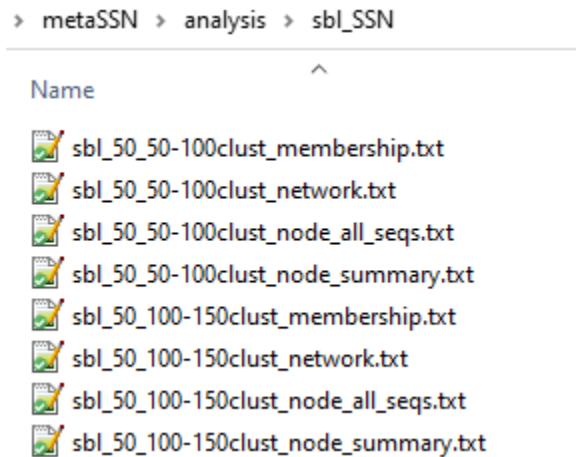 > metaSSN > analysis > sbl_SSN
Name
sbl_50_50-100clust_membership.txt
sbl_50_50-100clust_network.txt
sbl_50_50-100clust_node_all_seqs.txt
sbl_50_50-100clust_node_summary.txt
sbl_50_100-150clust_membership.txt
sbl_50_100-150clust_network.txt
sbl_50_100-150clust_node_all_seqs.txt
sbl_50_100-150clust_node_summary.txt